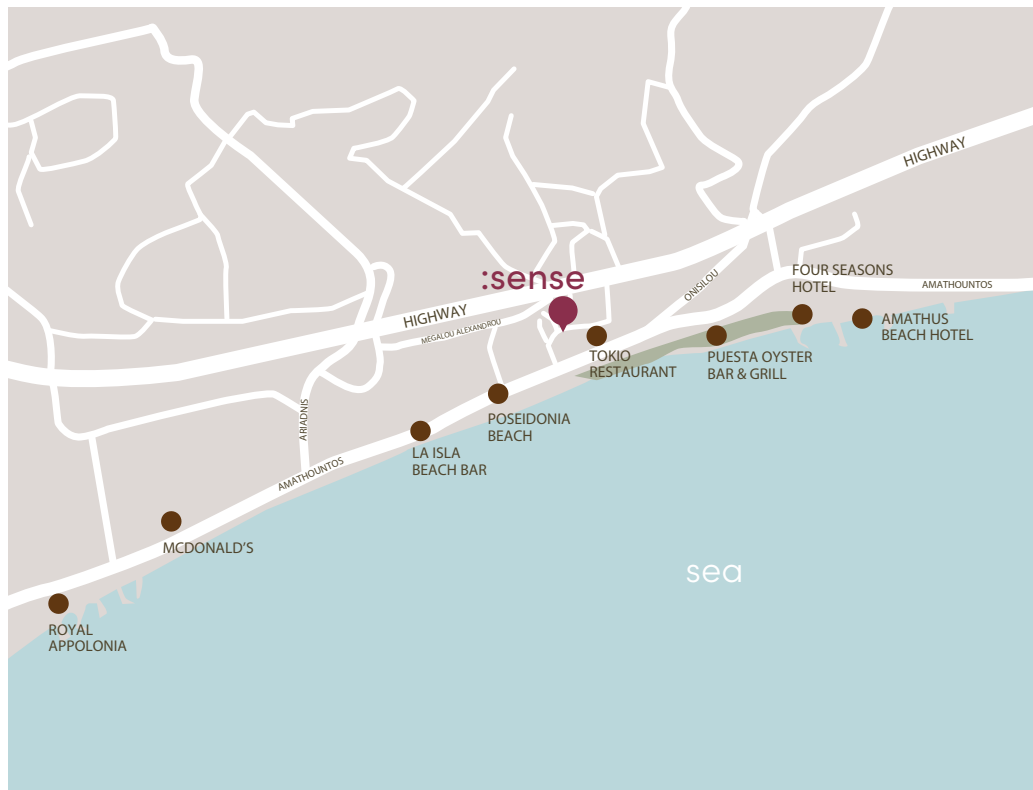 HIGHWAY
:sense
FOUR SEASONS
HOTEL
AMATHOUNTOS
ONISILOU
HIGHWAY
MEGALOU ALEXANDROU
AMATHUS
BEACH HOTEL
TOKIO
RESTAURANT
PUESTA OYSTER
BAR & GRILL
POSEIDONIA
BEACH
ARIADNIS
LA ISLA
BEACH BAR
AMATHOUNTOS
MCDONALD'S
sea
ROYAL
APPOLONIA